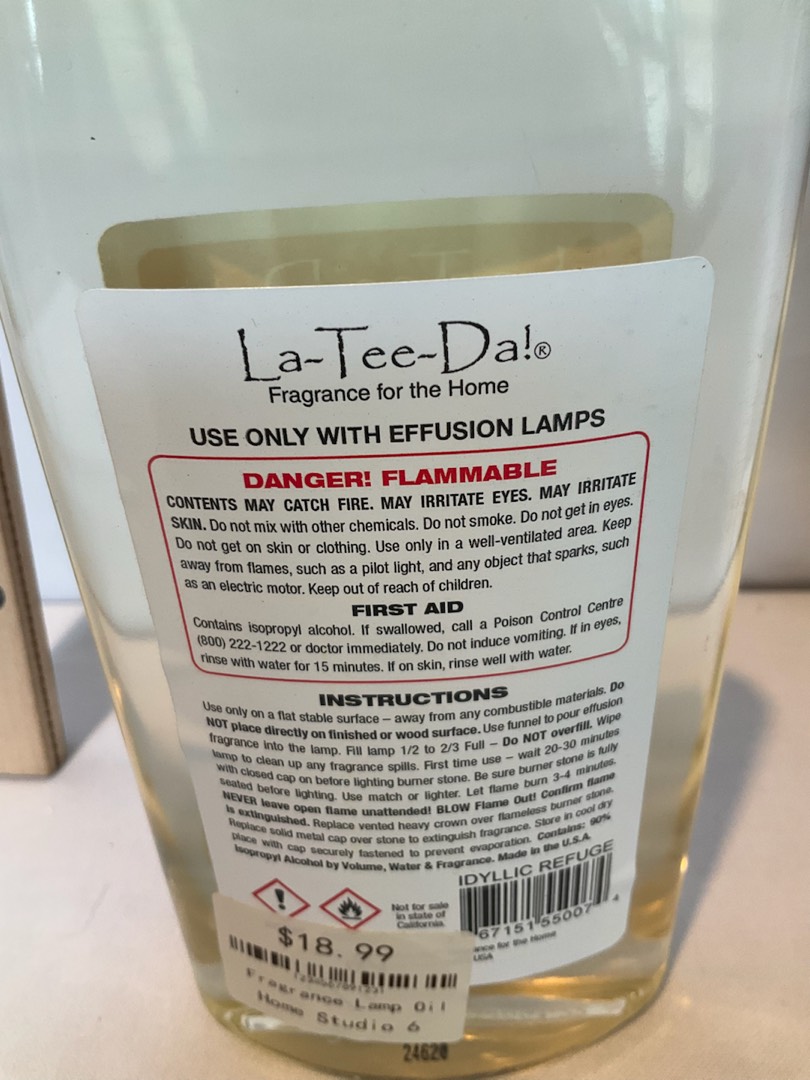 La-Tee-Da!®
Fragrance for the Home
USE ONLY WITH EFFUSION LAMPS
DANGER! FLAMMABLE
CONTENTS MAY CATCH FIRE. MAY IRRITATE EYES. MAY IRRITATE
SKIN. Do not mix with other chemicals. Do not smoke. Do not get in eyes.
Do not get on skin or clothing. Use only in a well-ventilated area. Keep
away from flames, such as a pilot light, and any object that sparks, such
as an electric motor. Keep out of reach of children.
FIRST AID
Contains isopropyl alcohol. If swallowed, call a Poison Control Centre
(800) 222-1222 or doctor immediately. Do not induce vomiting. If in eyes,
rinse with water for 15 minutes. If on skin, rinse well with water.
INSTRUCTIONS
Use only on a flat stable surface – away from any combustible materials. Do
NOT place directly on finished or wood surface. Use funnel to pour effusion
fragrance into the lamp. Fill lamp 1/2 to 2/3 Full – Do NOT overfill. Wipe
lamp to clean up any fragrance spills. First time use – wait 20-30 minutes
with closed cap on before lighting burner stone. Be sure burner stone is fully
seated before lighting. Use match or lighter. Let flame burn 3-4 minutes.
NEVER leave open flame unattended! BLOW Flame Out! Confirm flame
is extinguished. Replace vented heavy crown over flameless burner stone.
Replace solid metal cap over stone to extinguish fragrance. Store in cool dry
place with cap securely fastened to prevent evaporation. Contains: 90%
Isopropyl Alcohol by Volume, Water & Fragrance. Made in the U.S.A.
IDYLLIC REFUGE
Not for sale
in state of
California.
67151 55007 4
for the Home
USA
$18.99
Fragrance Lamp Oil
Home Studio 6
24620